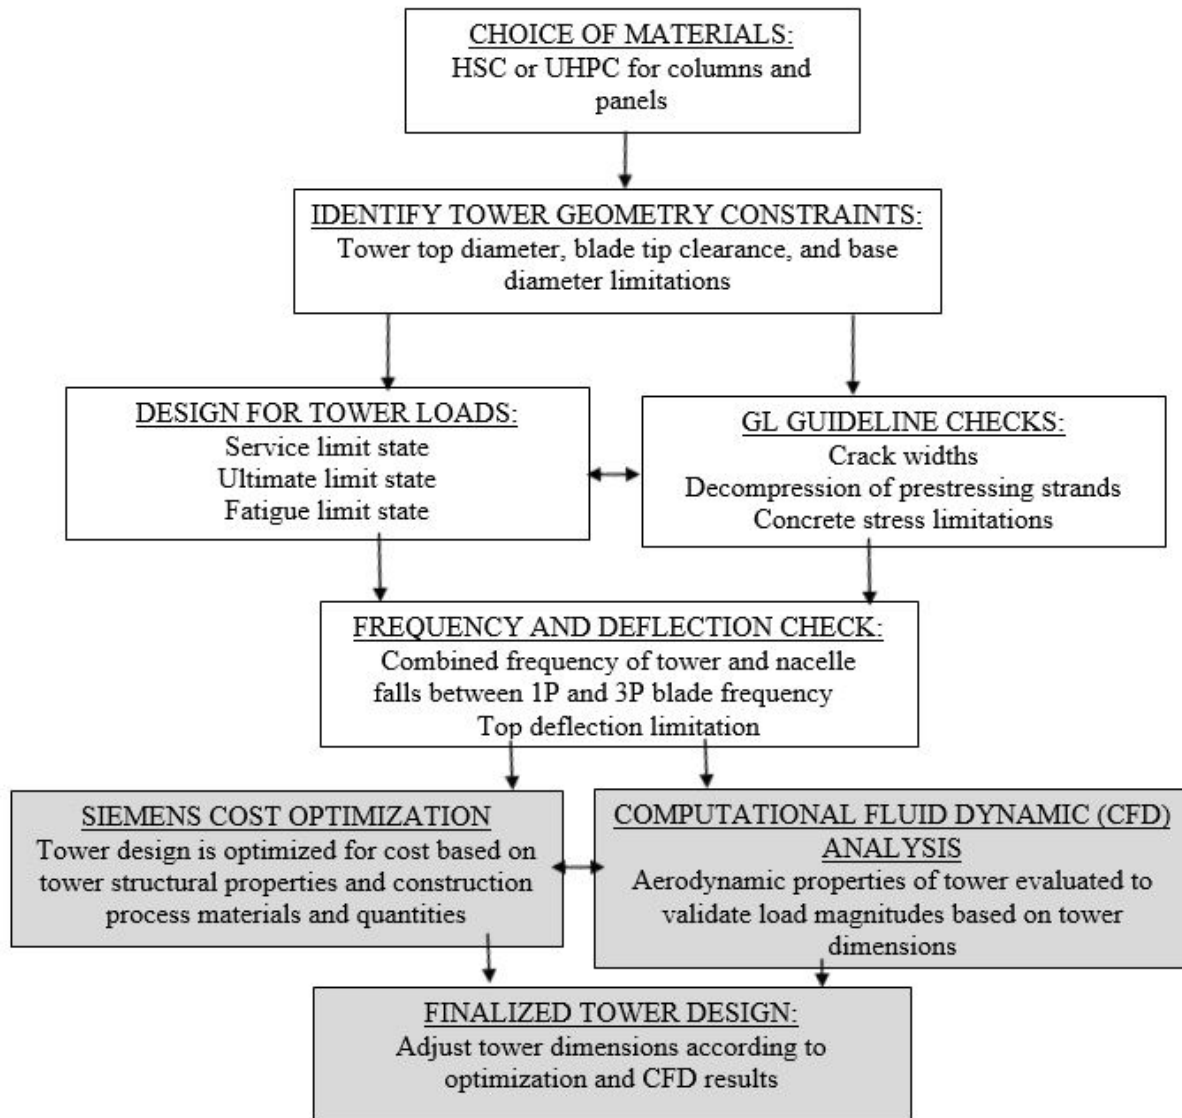 CHOICE OF MATERIALS:
HSC or UHPC for columns and
panels
IDENTIFY TOWER GEOMETRY CONSTRAINTS:
Tower top diameter, blade tip clearance, and base
diameter limitations
DESIGN FOR TOWER LOADS:
Service limit state
Ultimate limit state
Fatigue limit state
GL GUIDELINE CHECKS:
Crack widths
Decompression of prestressing strands
Concrete stress limitations
FREQUENCY AND DEFLECTION CHECK:
Combined frequency of tower and nacelle
falls between 1P and 3P blade frequency
Top deflection limitation
SIEMENS COST OPTIMIZATION
Tower design is optimized for cost based on
tower structural properties and construction
process materials and quantities
COMPUTATIONAL FLUID DYNAMIC (CFD)
ANALYSIS
Aerodynamic properties of tower evaluated to
validate load magnitudes based on tower
dimensions
FINALIZED TOWER DESIGN:
Adjust tower dimensions according to
optimization and CFD results